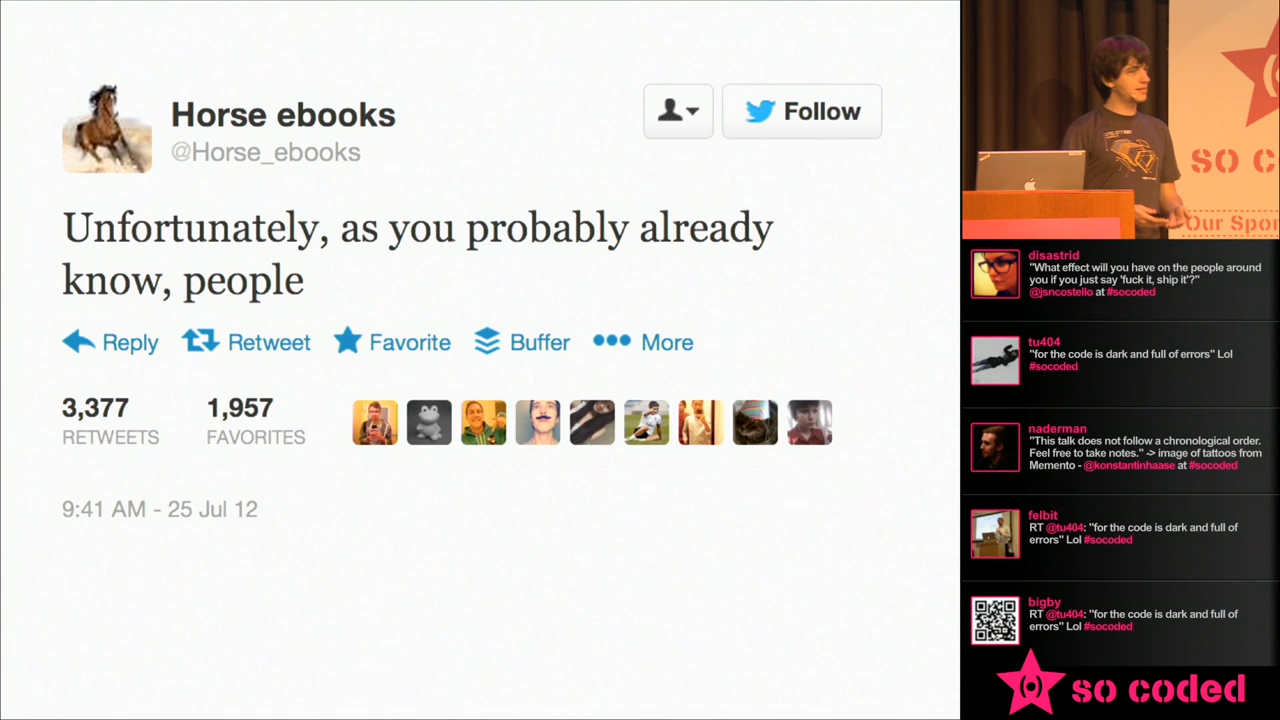 Horse ebooks
@Horse_ebooks
Follow
Unfortunately, as you probably already
know, people
Reply
Retweet
Favorite
Buffer
More
3,377
RETWEETS
1,957
FAVORITES
9:41 AM - 25 Jul 12
so c
Our Spor
disastrid
"What effect will you have on the people around
you if you just say 'fuck it, ship it'?"
@jsncostello at #socoded
tu404
"for the code is dark and full of errors" Lol
#socoded
naderman
"This talk does not follow a chronological order.
Feel free to take notes." -> image of tattoos from
Memento - @konstantinhaase at #socoded
felbit
RT @tu404: "for the code is dark and full of
errors" Lol #socoded
bigby
RT @tu404: "for the code is dark and full of
errors" Lol #socoded
so coded